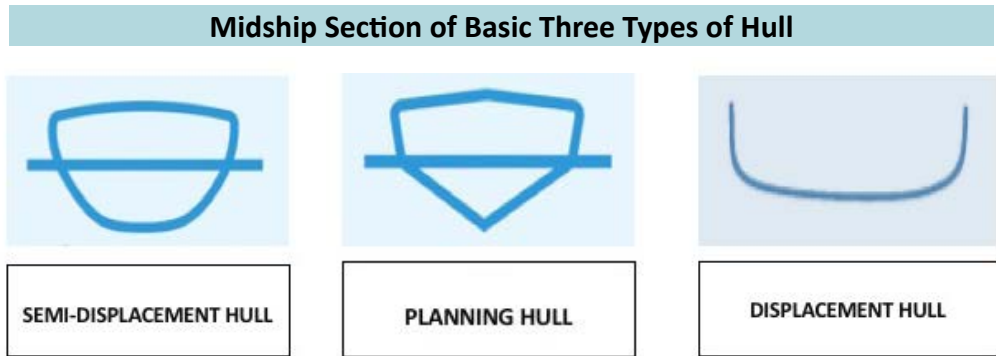 Midship Section of Basic Three Types of Hull
SEMI-DISPLACEMENT HULL
PLANNING HULL
DISPLACEMENT HULL